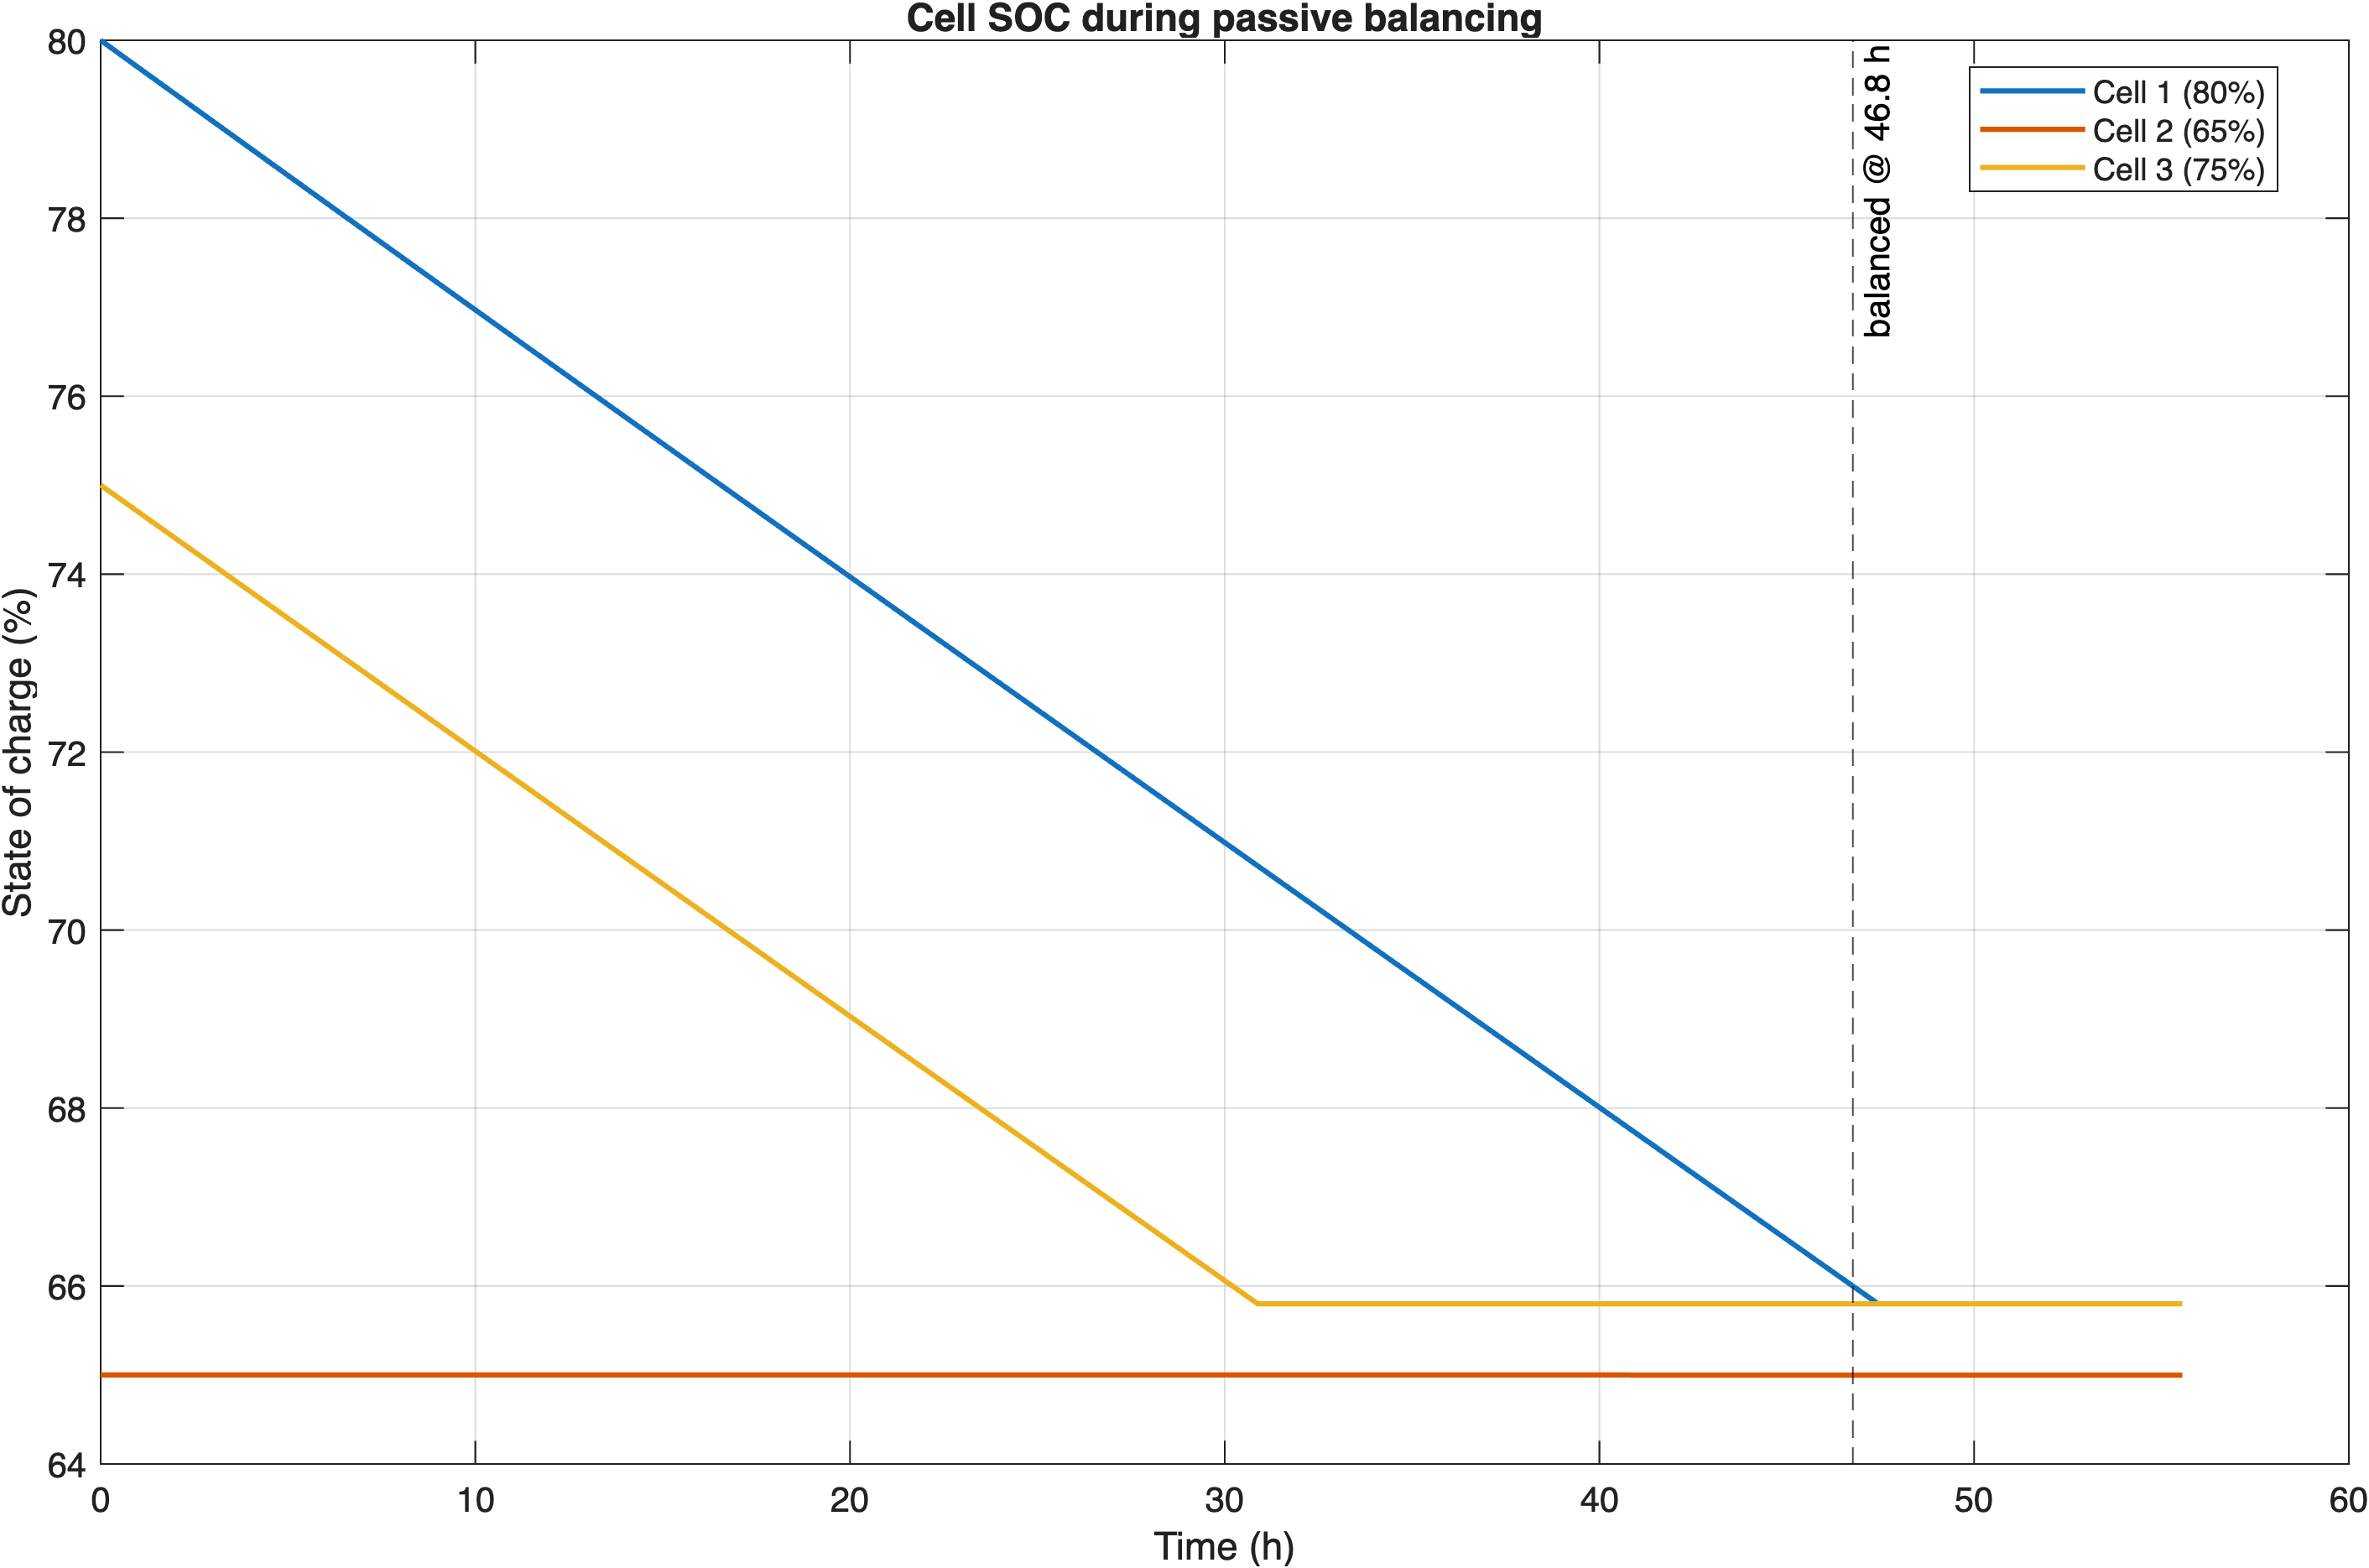 Cell SOC during passive balancing
80
78
76
74
72
70
68
66
64
State of charge (%)
balanced @ 46.8 h
Cell 1 (80%)
Cell 2 (65%)
Cell 3 (75%)
0
10
20
30
40
50
60
Time (h)